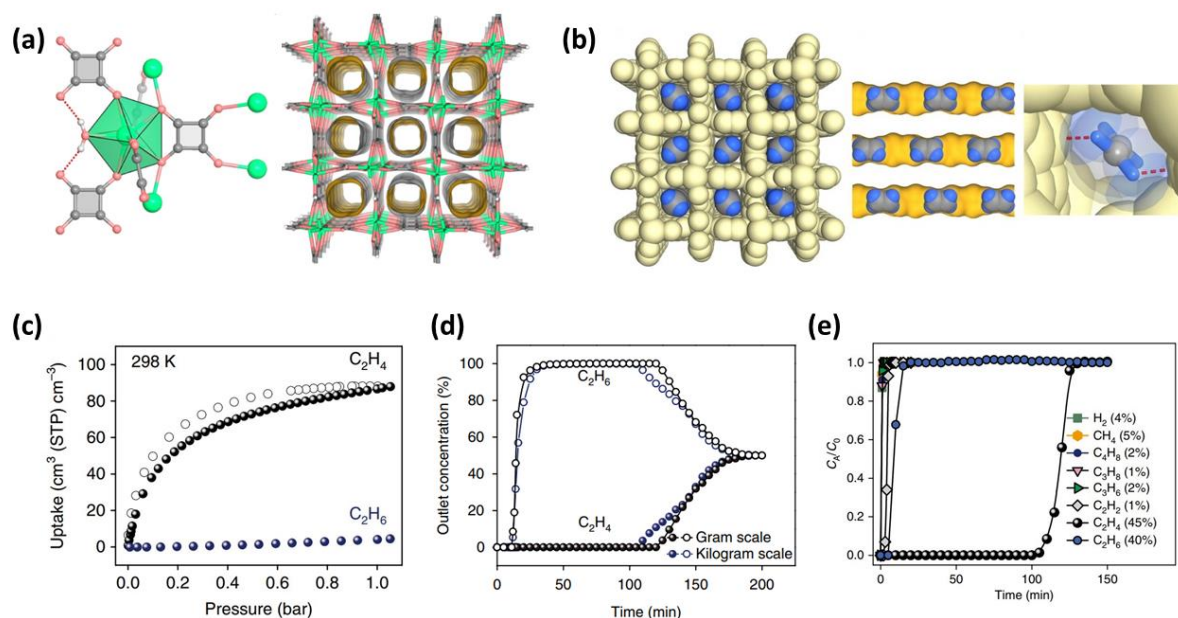 (a)
(b)
(c)
298 K
C₂H₄
C₂H₆
Uptake (cm³ (STP) cm⁻³)
100
80
60
40
20
0
0.0 0.2 0.4 0.6 0.8 1.0
Pressure (bar)
(d)
Outlet concentration (%)
100
80
60
40
20
0
C₂H₆
C₂H₄
Gram scale
Kilogram scale
0 50 100 150 200
Time (min)
(e)
C_A/C_0
1.0
0.8
0.6
0.4
0.2
0.0
H₂ (4%)
CH₄ (5%)
C₄H₈ (2%)
C₃H₈ (1%)
C₃H₆ (2%)
C₂H₂ (1%)
C₂H₄ (45%)
C₂H₆ (40%)
0 50 100 150
Time (min)